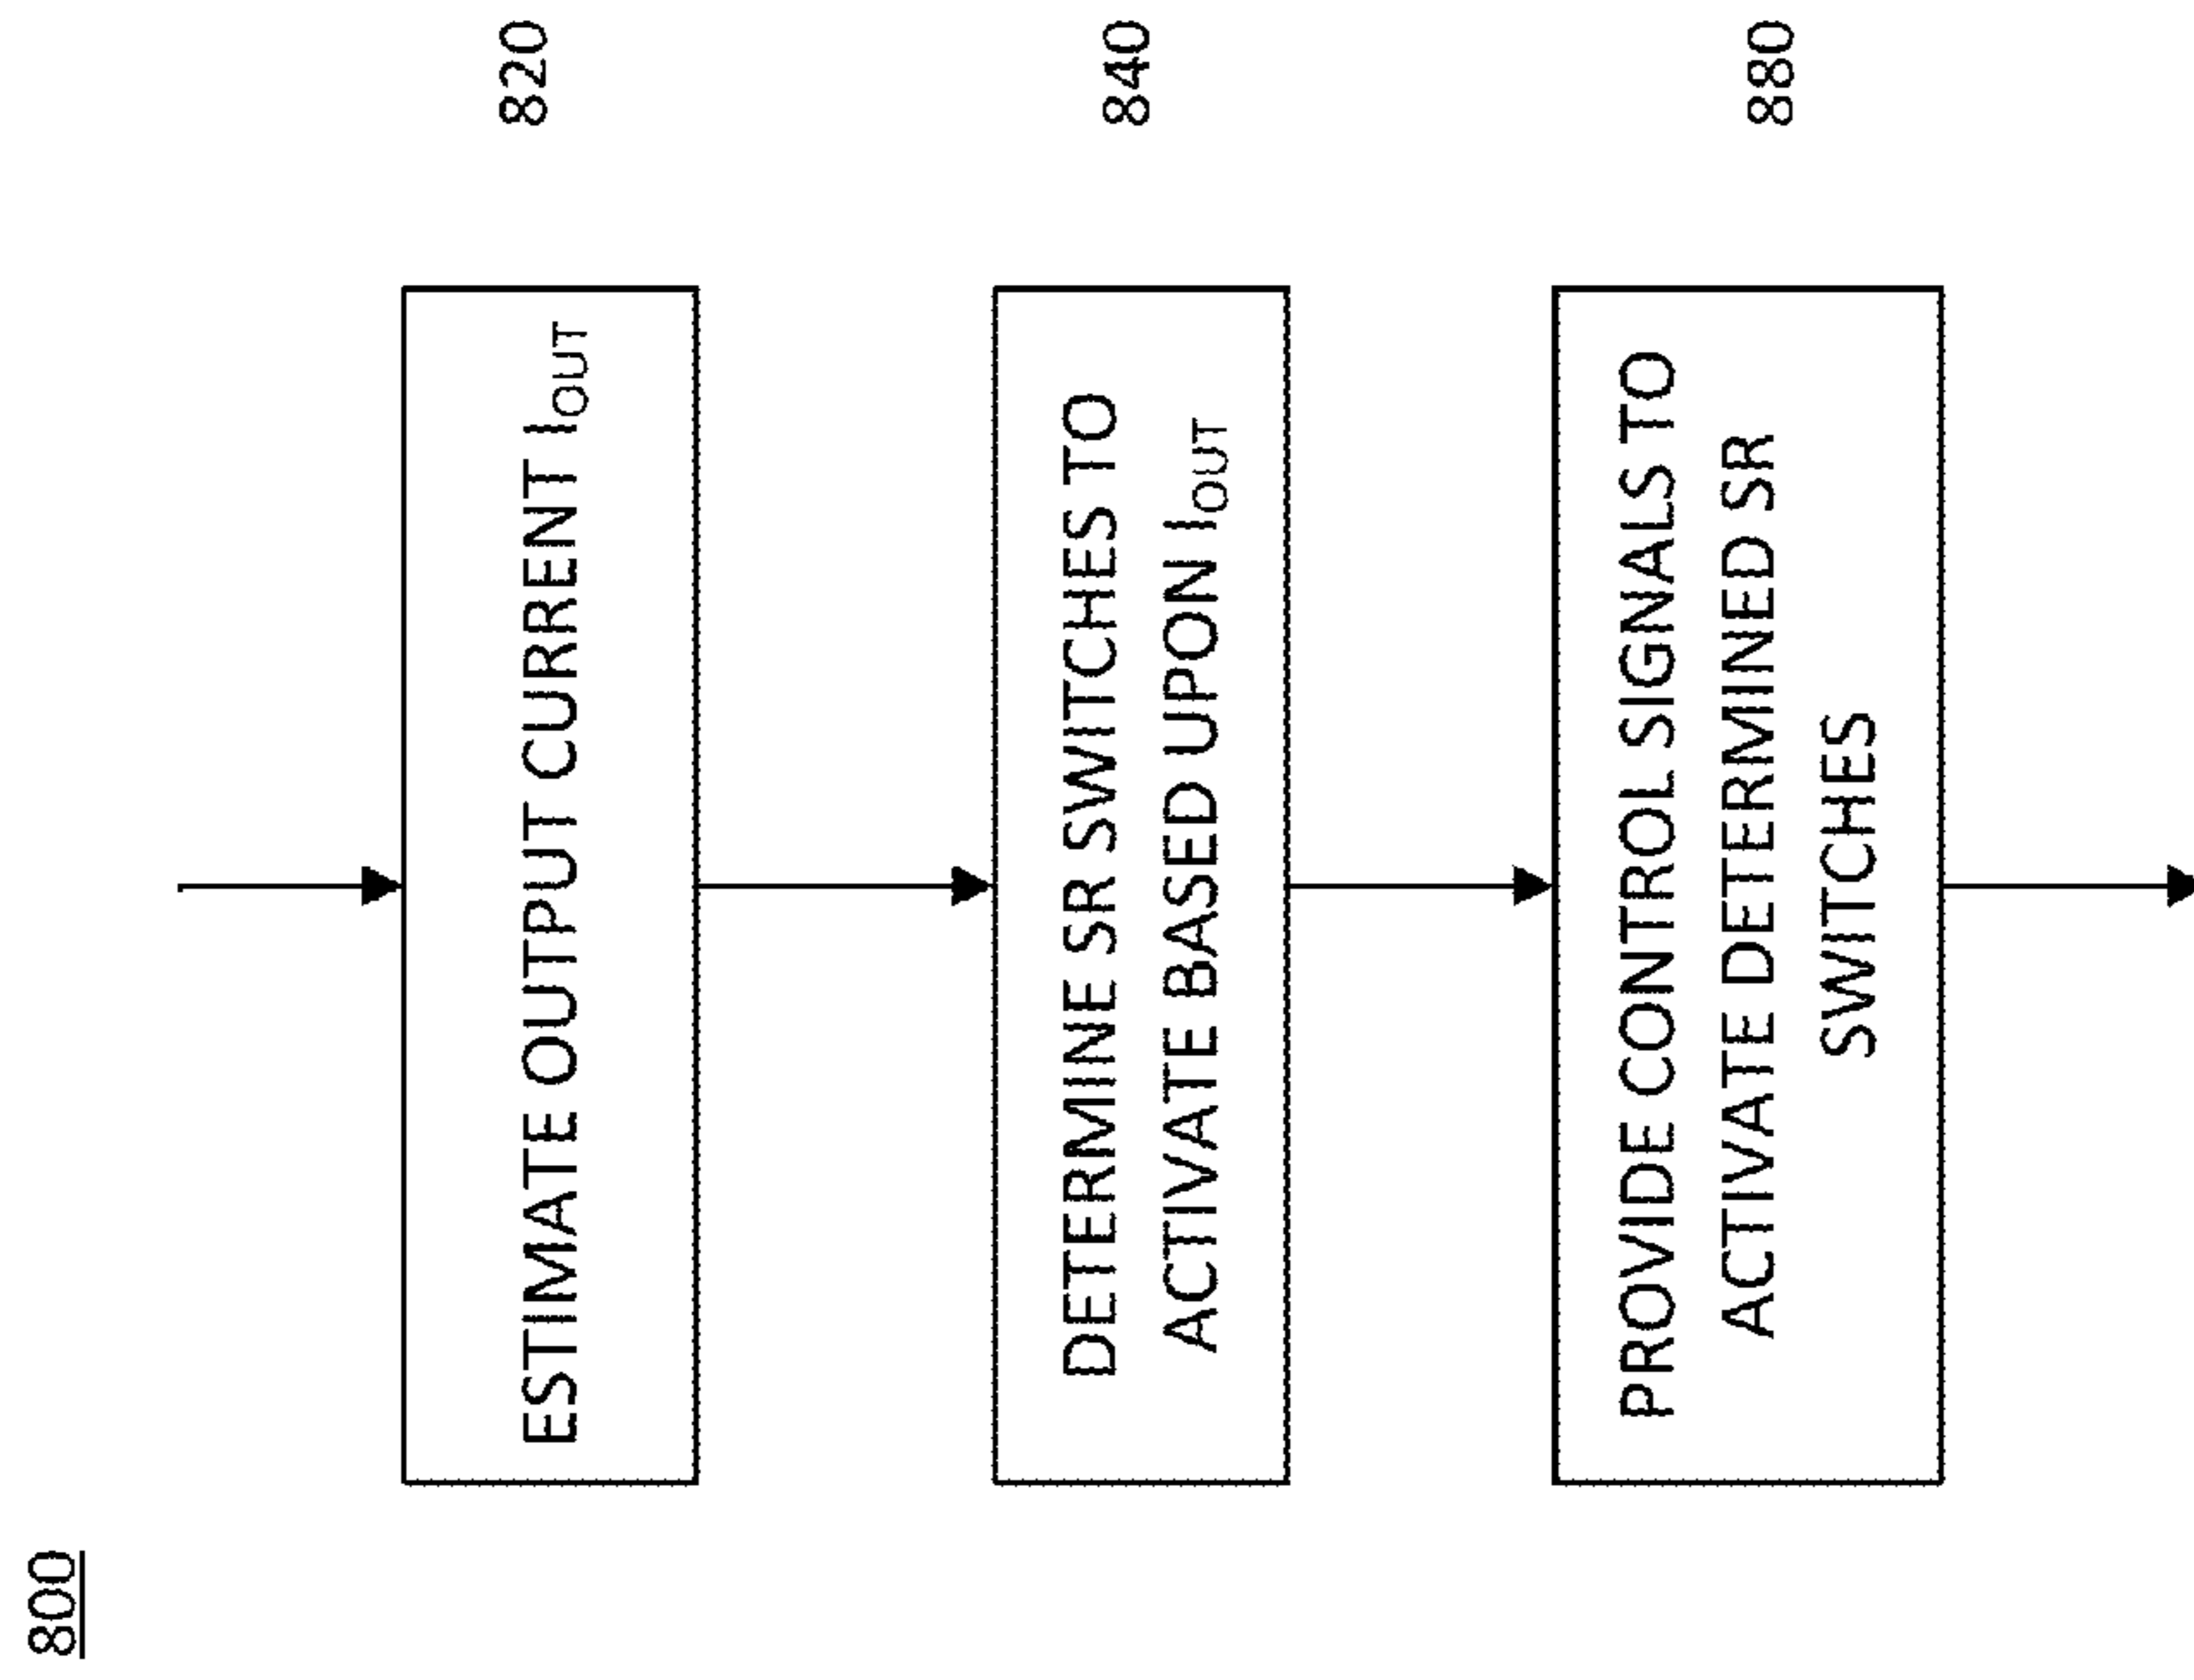 800
ESTIMATE OUTPUT CURRENT IOUT
820
DETERMINE SR SWITCHES TO
ACTIVATE BASED UPON IOUT
840
PROVIDE CONTROL SIGNALS TO
ACTIVATE DETERMINED SR
SWITCHES
880